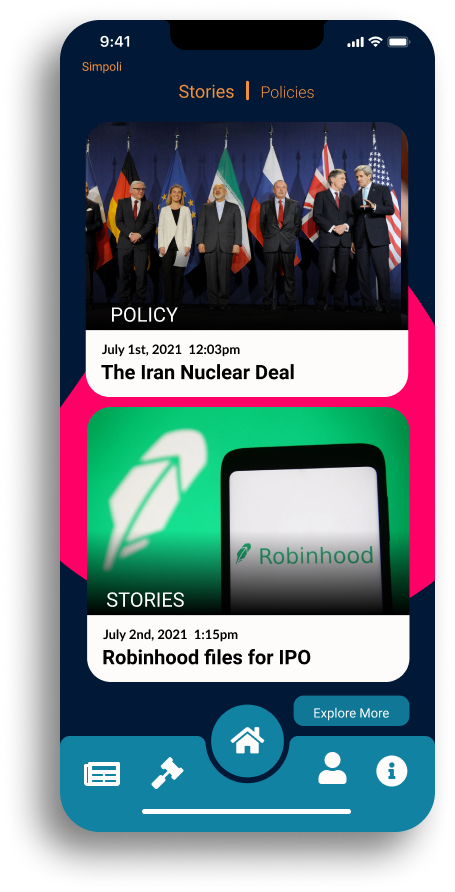 9:41
Simpoli
Stories | Policies
POLICY
July 1st, 2021 12:03pm
The Iran Nuclear Deal
Robinhood
STORIES
July 2nd, 2021 1:15pm
Robinhood files for IPO
Explore More